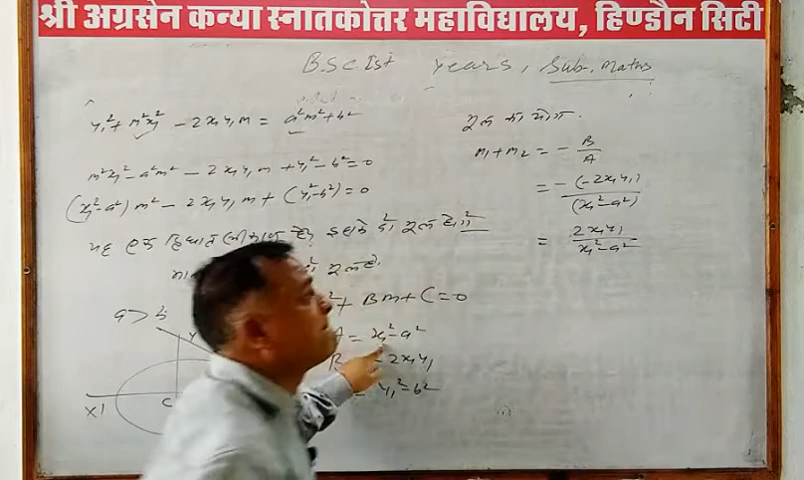 श्री अग्रसेन कन्या स्नातकोत्तर महाविद्यालय, हिण्डौन सिटी
B.SC.Ist years, Sub. Maths
y₁² + m²x₁² - 2x₁y₁m = a²m² + b²
m²x₁² - a²m² - 2x₁y₁m + y₁² - b² = 0
(x₁² - a²)m² - 2x₁y₁m + (y₁² - b²) = 0
यह एक द्विघात समीकरण है, इसके दो मूल है
मूल है
² + Bm + C = 0
A = x₁² - a²
B - 2x₁y₁
= y₁² - b²
a > b
Y
X'
C
मूलों का योग
m₁ + m₂ = - B/A
= - (-2x₁y₁)/(x₁² - a²)
= 2x₁y₁/x₁² - a²